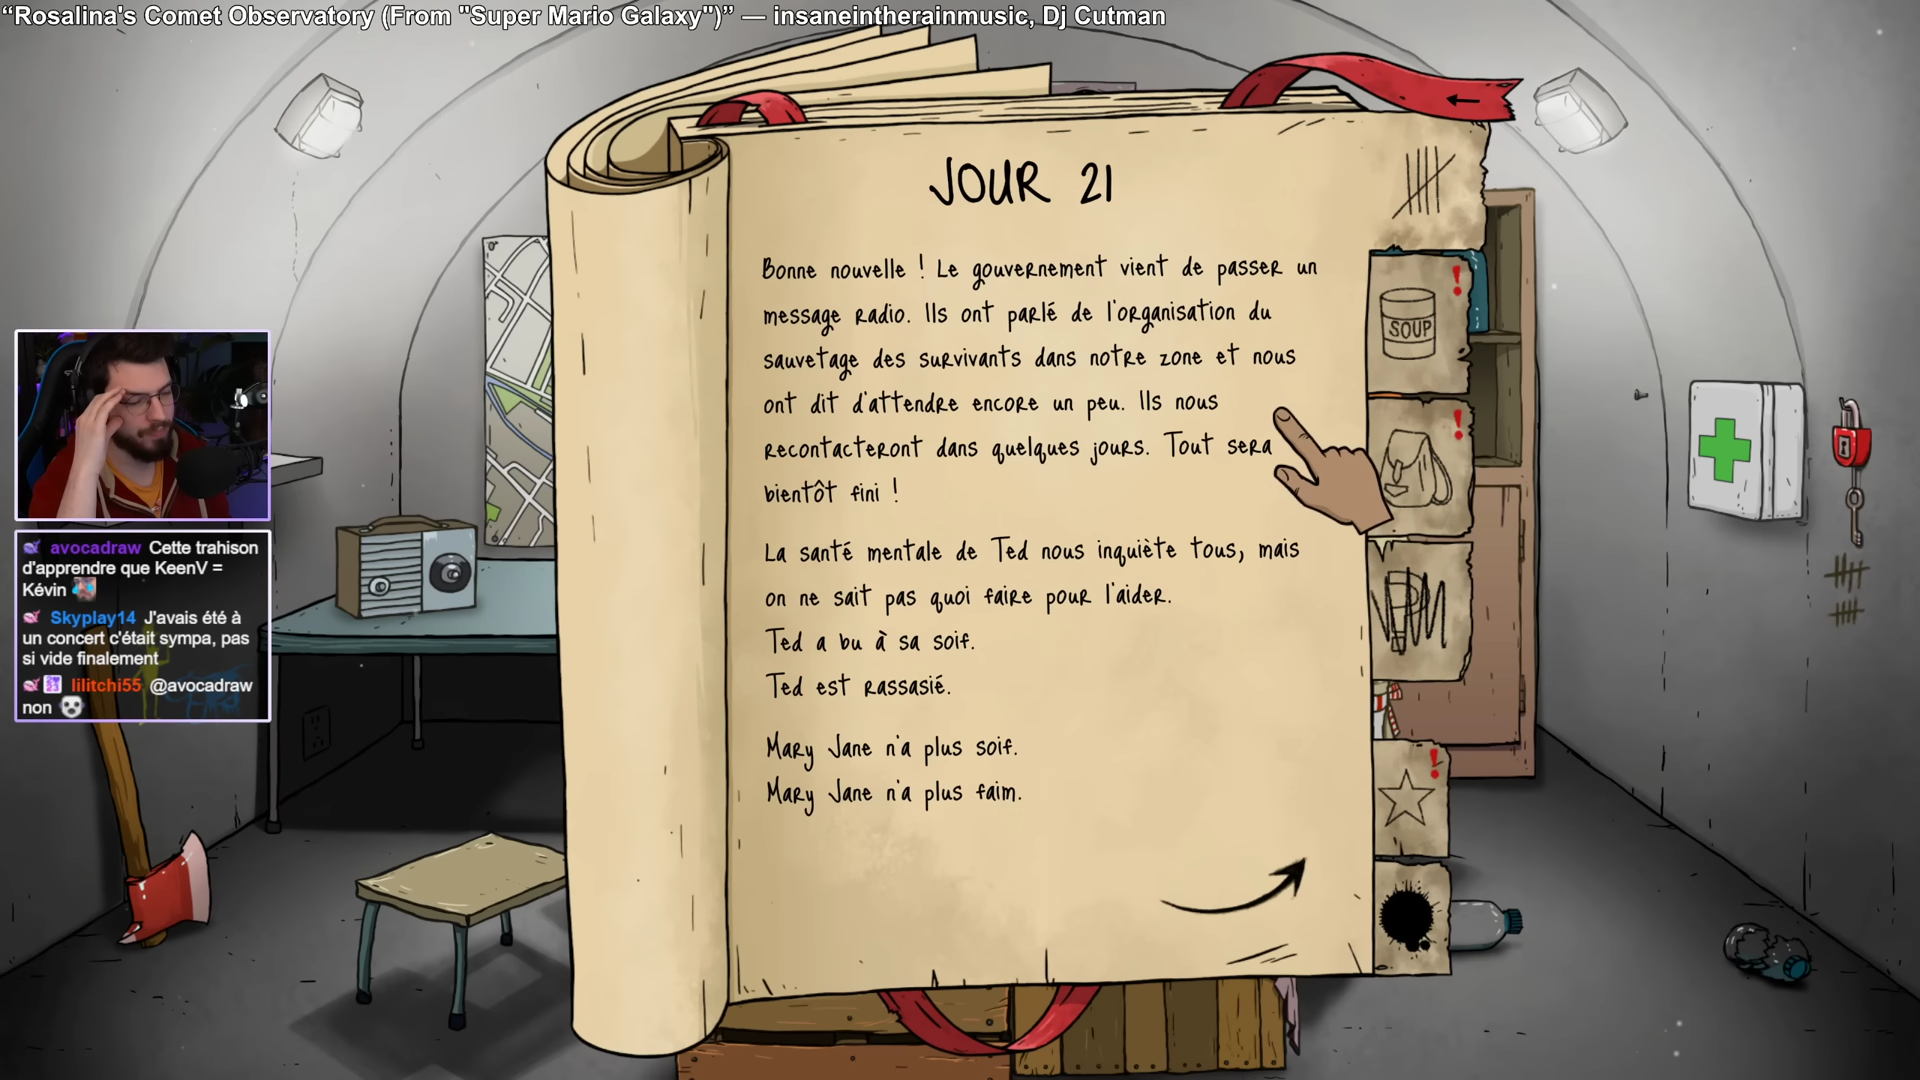 “Rosalina's Comet Observatory (From "Super Mario Galaxy")” — insaneintherainmusic, Dj Cutman
JOUR 21
Bonne nouvelle ! Le gouvernement vient de passer un
message radio. Ils ont parlé de l'organisation du
sauvetage des survivants dans notre zone et nous
ont dit d'attendre encore un peu. Ils nous
recontacteront dans quelques jours. Tout sera
bientôt fini !
La santé mentale de Ted nous inquiète tous, mais
on ne sait pas quoi faire pour l'aider.
Ted a bu à sa soif.
Ted est rassasié.
Mary Jane n'a plus soif.
Mary Jane n'a plus faim.
!
SOUP
!
!
avocadraw Cette trahison
d'apprendre que KeenV =
Kévin
Skyplay14 J'avais été à
un concert c'était sympa, pas
si vide finalement
lilitchi55 @avocadraw
non